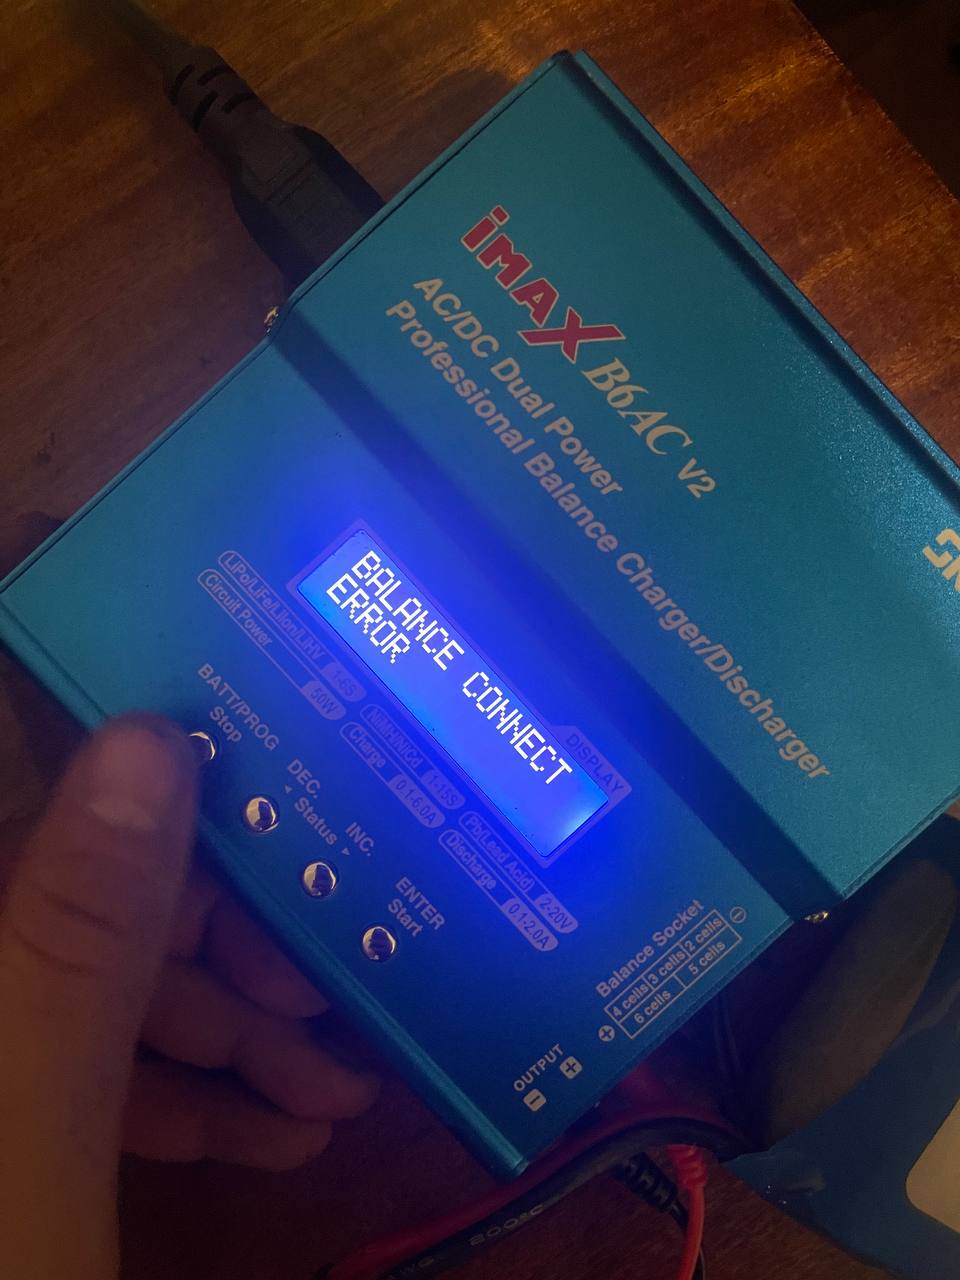 iMAX B6AC V2
AC/DC Dual Power
Professional Balance Charger/Discharger
BALANCE CONNECT
ERROR
DISPLAY
LiPo/LiFe/LiIon/LiHV 1-6S
NiMH/NiCd 1-15S
Pb(Lead Acid) 2-20V
Circuit Power 50W
Charge 0.1-6.0A
Discharge 0.1-2.0A
BATT/PROG
Stop
DEC.
◄ Status ►
INC.
ENTER
Start
Balance Socket
4 cells 3 cells 2 cells
6 cells 5 cells
OUTPUT
200°C